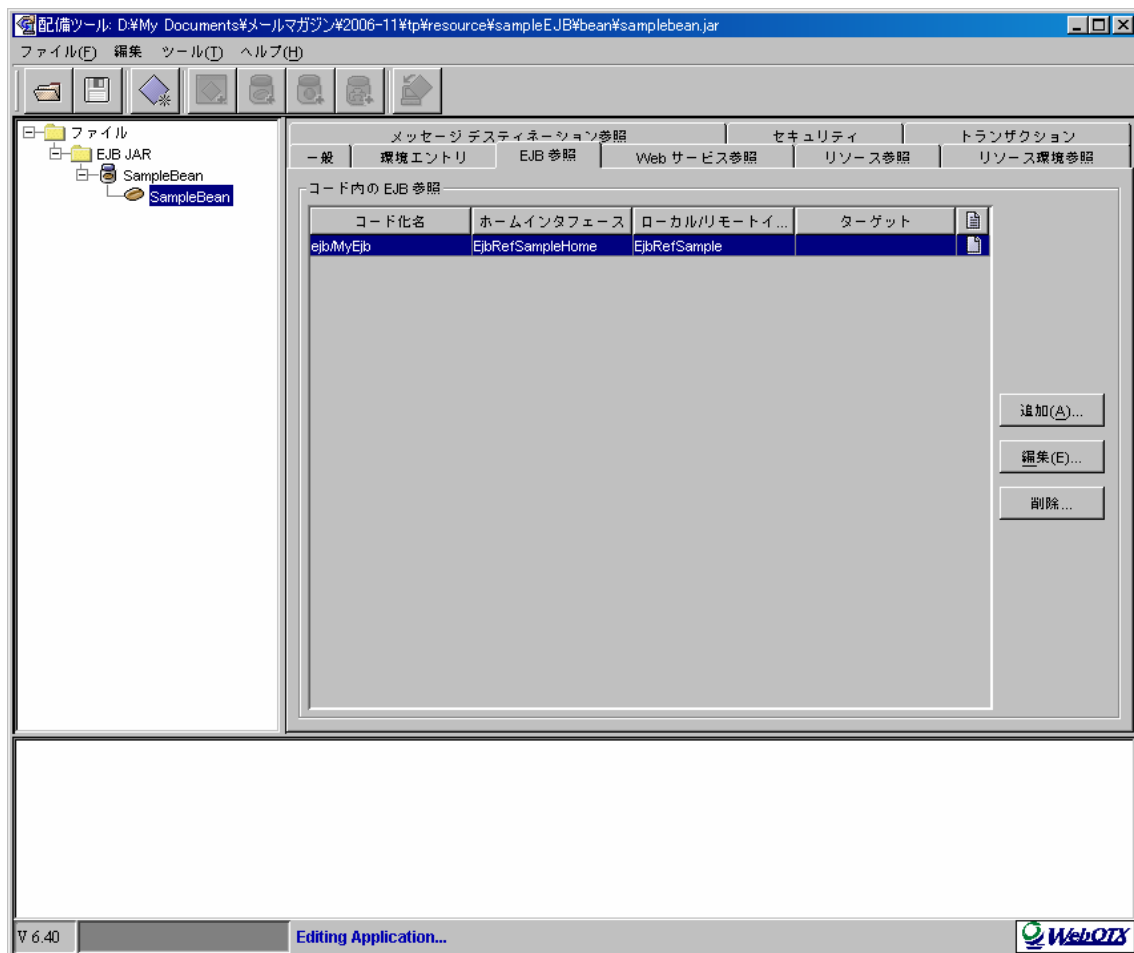 配備ツール: D:¥My Documents¥メールマガジン¥2006-11¥tp¥resource¥sampleEJB¥bean¥samplebean.jar
ファイル(F) 編集 ツール(T) ヘルプ(H)
ファイル
EJB JAR
SampleBean
SampleBean
メッセージ デスティネーション参照 セキュリティ トランザクション
一般 環境エントリ EJB 参照 Web サービス参照 リソース参照 リソース環境参照
コード内の EJB 参照
コード化名 ホームインタフェース ローカル/リモートイ... ターゲット
ejb/MyEjb EjbRefSampleHome EjbRefSample
追加(A)...
編集(E)...
削除...
V 6.40 Editing Application... WebOTX